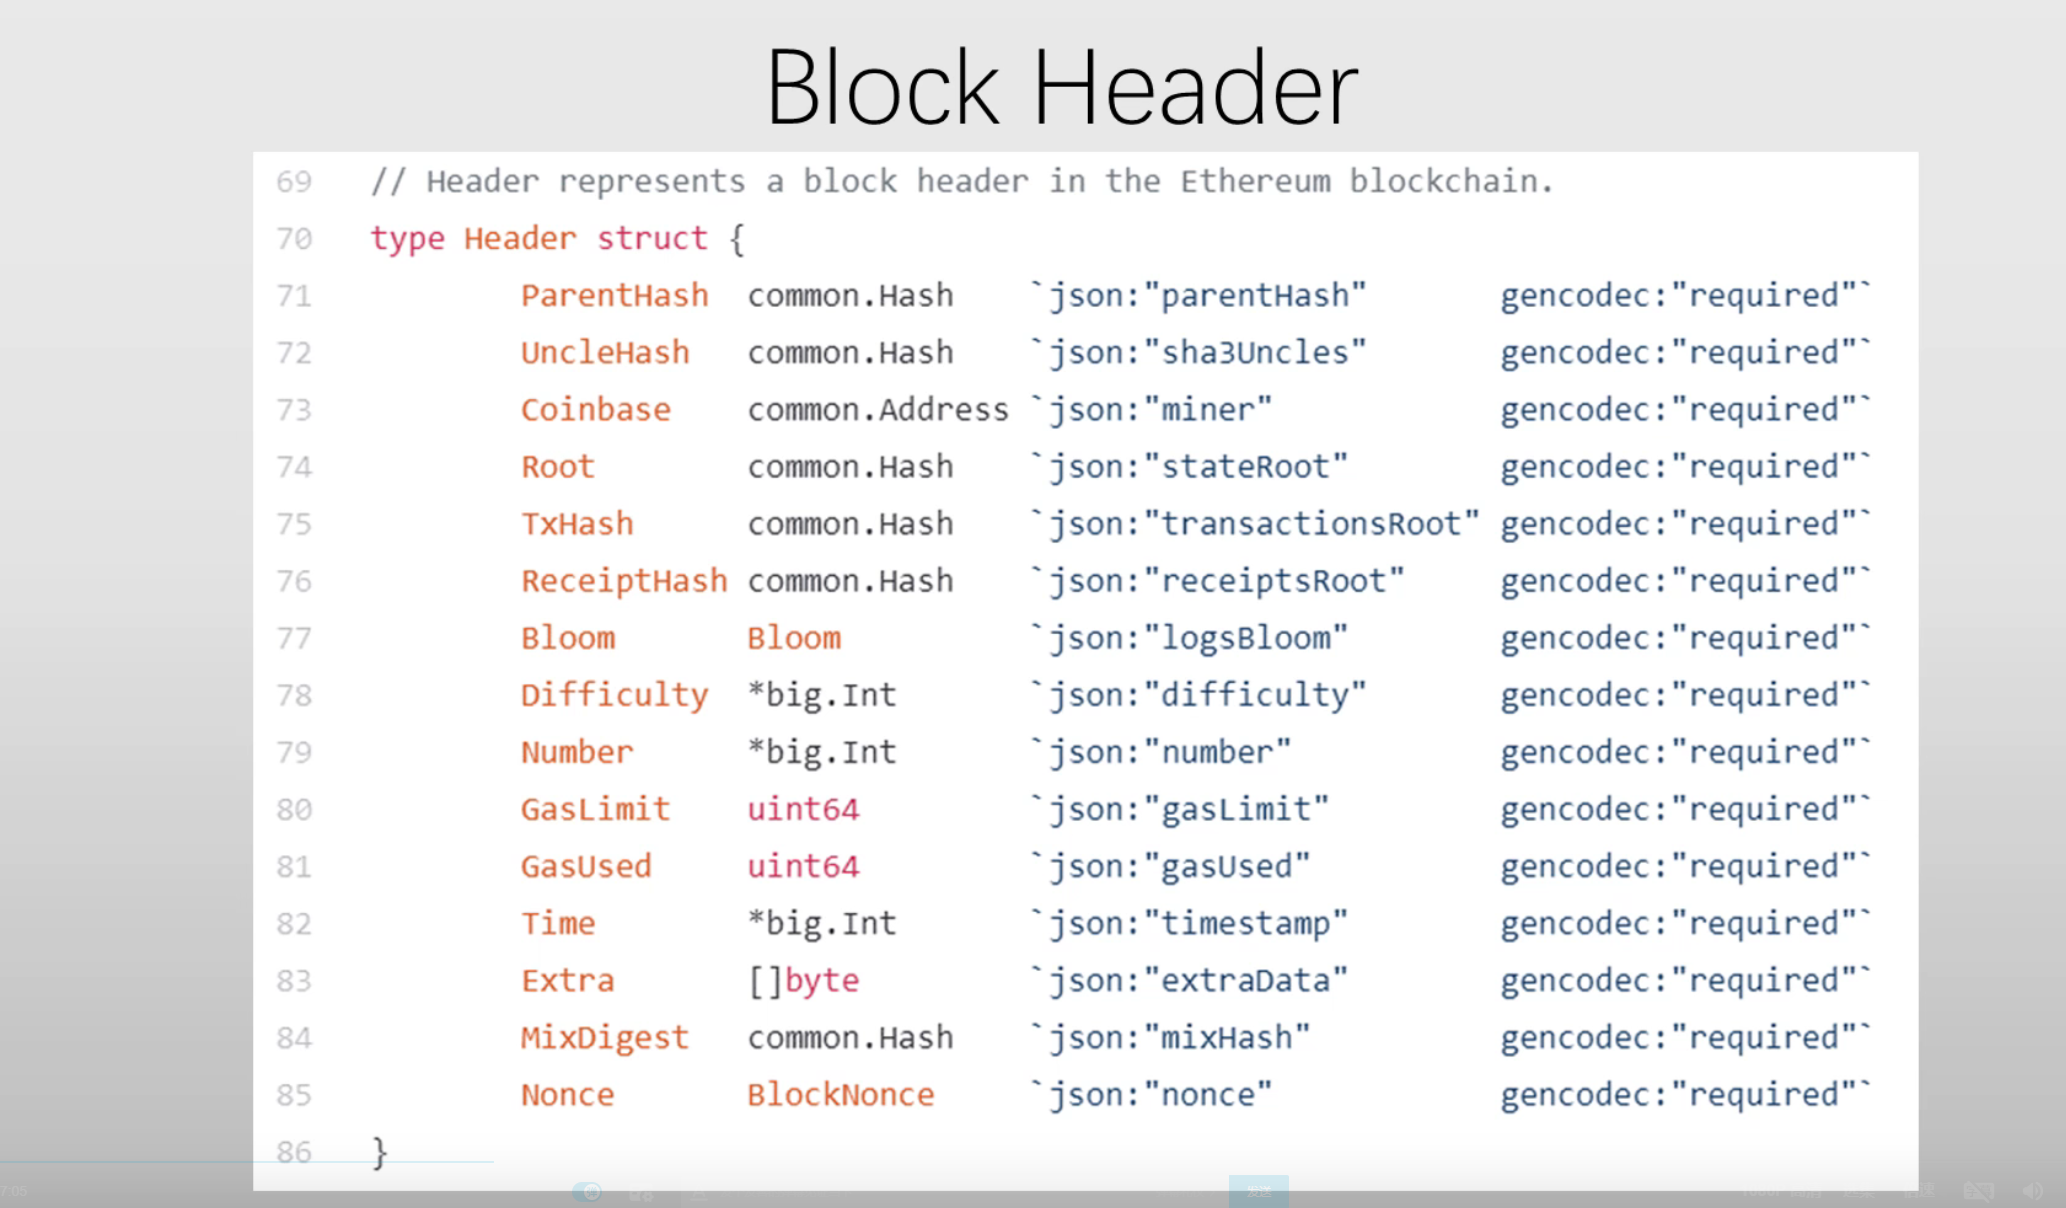 Block Header
69 // Header represents a block header in the Ethereum blockchain.
70 type Header struct {
71 ParentHash common.Hash `json:"parentHash" gencodec:"required"`
72 UncleHash common.Hash `json:"sha3Uncles" gencodec:"required"`
73 Coinbase common.Address `json:"miner" gencodec:"required"`
74 Root common.Hash `json:"stateRoot" gencodec:"required"`
75 TxHash common.Hash `json:"transactionsRoot" gencodec:"required"`
76 ReceiptHash common.Hash `json:"receiptsRoot" gencodec:"required"`
77 Bloom Bloom `json:"logsBloom" gencodec:"required"`
78 Difficulty *big.Int `json:"difficulty" gencodec:"required"`
79 Number *big.Int `json:"number" gencodec:"required"`
80 GasLimit uint64 `json:"gasLimit" gencodec:"required"`
81 GasUsed uint64 `json:"gasUsed" gencodec:"required"`
82 Time *big.Int `json:"timestamp" gencodec:"required"`
83 Extra []byte `json:"extraData" gencodec:"required"`
84 MixDigest common.Hash `json:"mixHash" gencodec:"required"`
85 Nonce BlockNonce `json:"nonce" gencodec:"required"`
86 }
7:05 发送